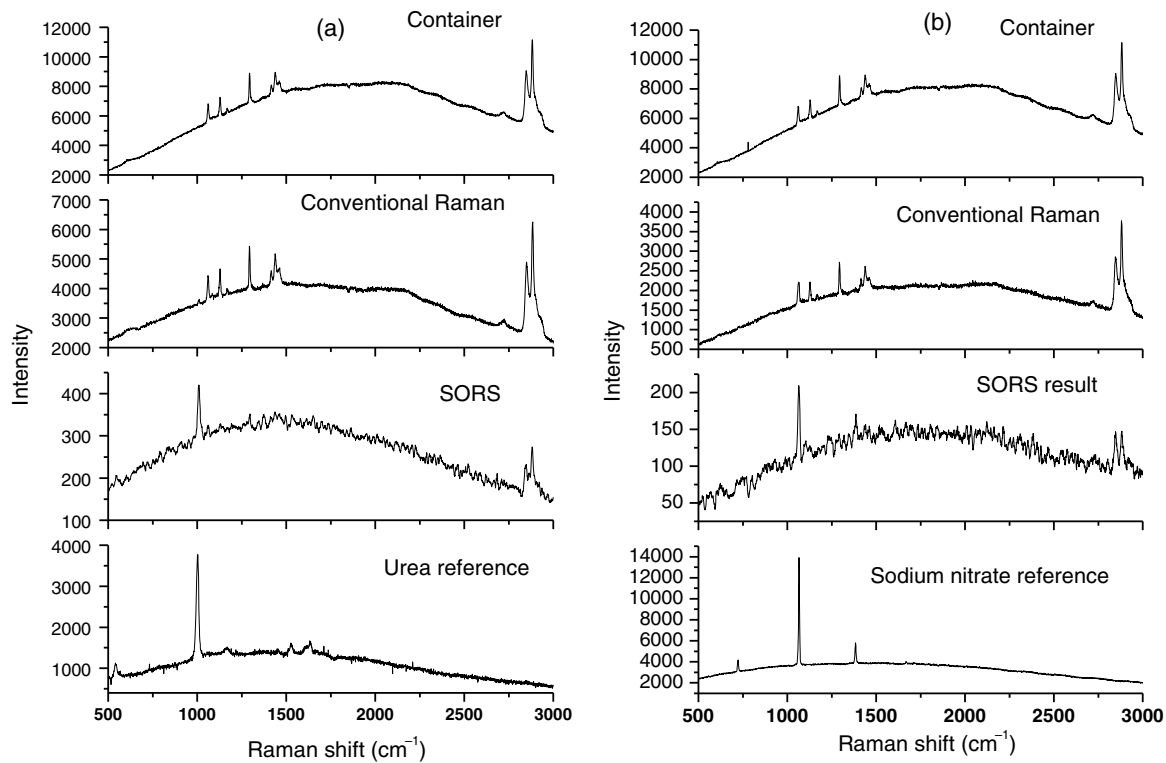 (a)
Container
12000
10000
8000
6000
4000
2000
Conventional Raman
7000
6000
5000
4000
3000
2000
SORS
400
300
200
100
Urea reference
4000
3000
2000
1000
500 1000 1500 2000 2500 3000
Raman shift (cm⁻¹)
Intensity
(b)
Container
12000
10000
8000
6000
4000
2000
Conventional Raman
4000
3500
3000
2500
2000
1500
1000
500
SORS result
200
150
100
50
Sodium nitrate reference
14000
12000
10000
8000
6000
4000
2000
500 1000 1500 2000 2500 3000
Raman shift (cm⁻¹)
Intensity